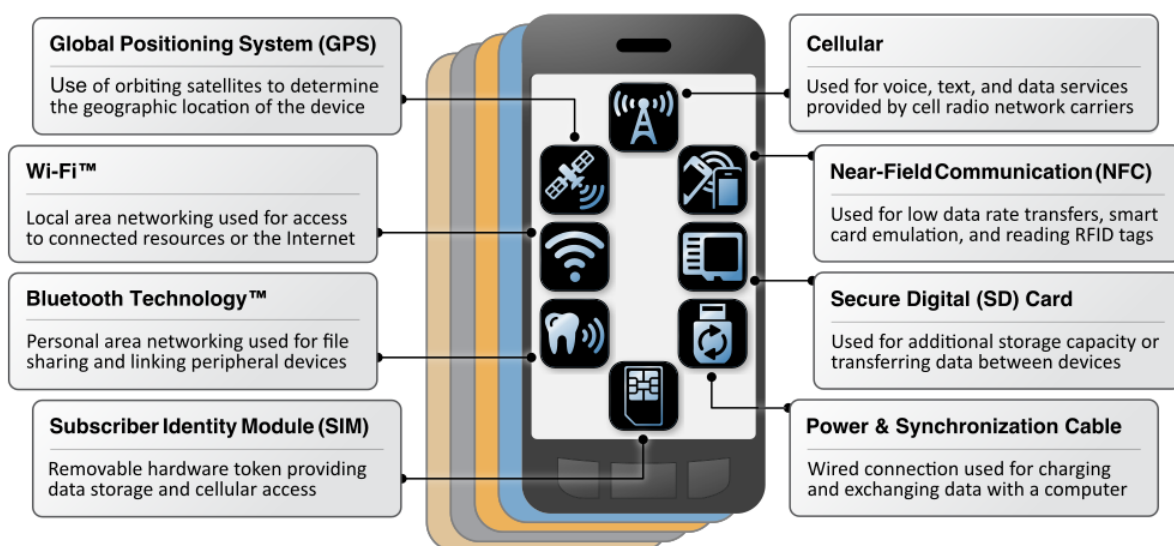 Global Positioning System (GPS)
Use of orbiting satellites to determine
the geographic location of the device
Wi-Fi™
Local area networking used for access
to connected resources or the Internet
Bluetooth Technology™
Personal area networking used for file
sharing and linking peripheral devices
Subscriber Identity Module (SIM)
Removable hardware token providing
data storage and cellular access
Cellular
Used for voice, text, and data services
provided by cell radio network carriers
Near-Field Communication (NFC)
Used for low data rate transfers, smart
card emulation, and reading RFID tags
Secure Digital (SD) Card
Used for additional storage capacity or
transferring data between devices
Power & Synchronization Cable
Wired connection used for charging
and exchanging data with a computer